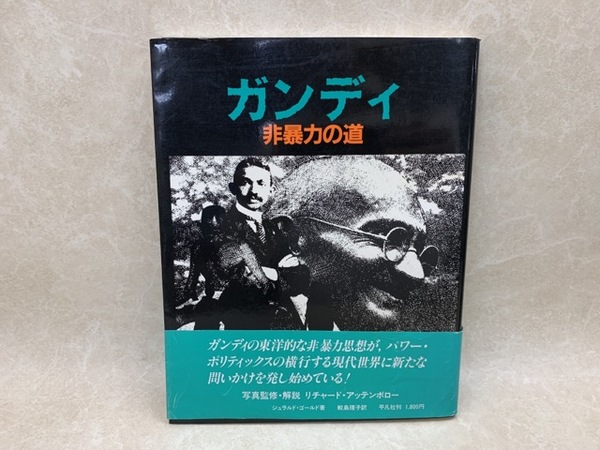 ガンディ
非暴力の道
ガンディの東洋的な非暴力思想が、パワー・
ポリティックスの横行する現代世界に新たな
問いかけを発し始めている!
写真監修・解説 リチャード・アッテンボロー
ジェラルド・ゴールド著 鮫島理子訳 平凡社刊 1,800円